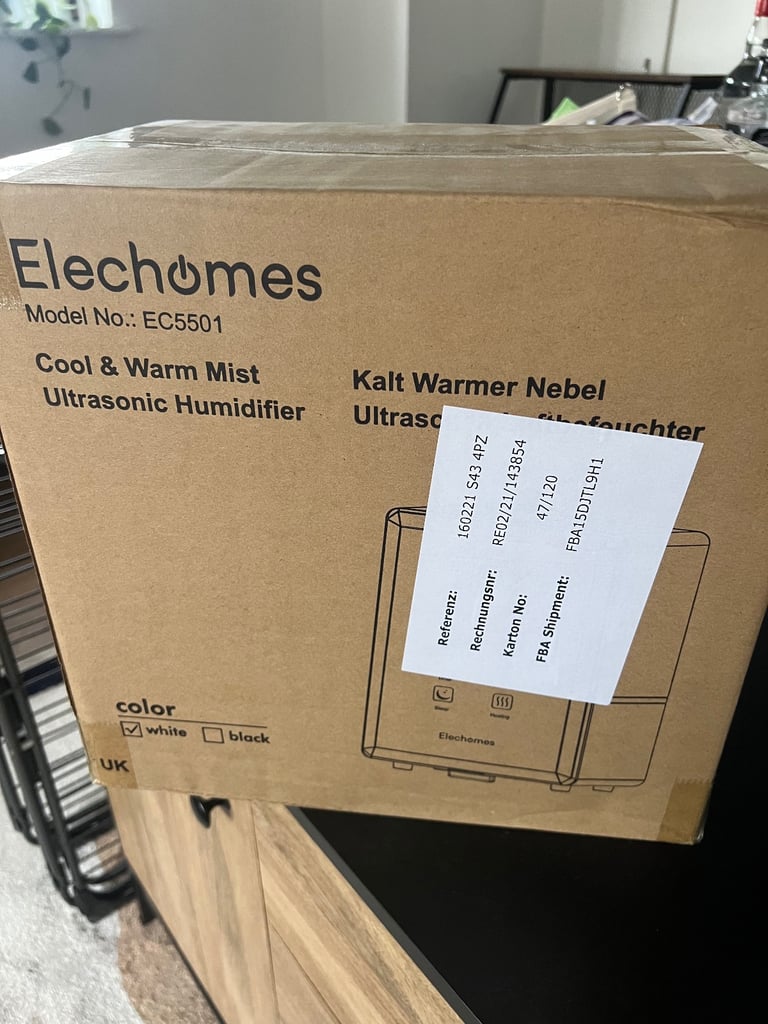 Elechomes
Model No.: EC5501
Cool & Warm Mist
Ultrasonic Humidifier
Kalt Warmer Nebel
Referenz: 160221 S43 4PZ
Rechnungsnr: RE02/21/143854
Karton No: 47/120
FBA Shipment: FBA15DJTL9H1
Sleep
Heating
Elechomes
color
white
black
UK